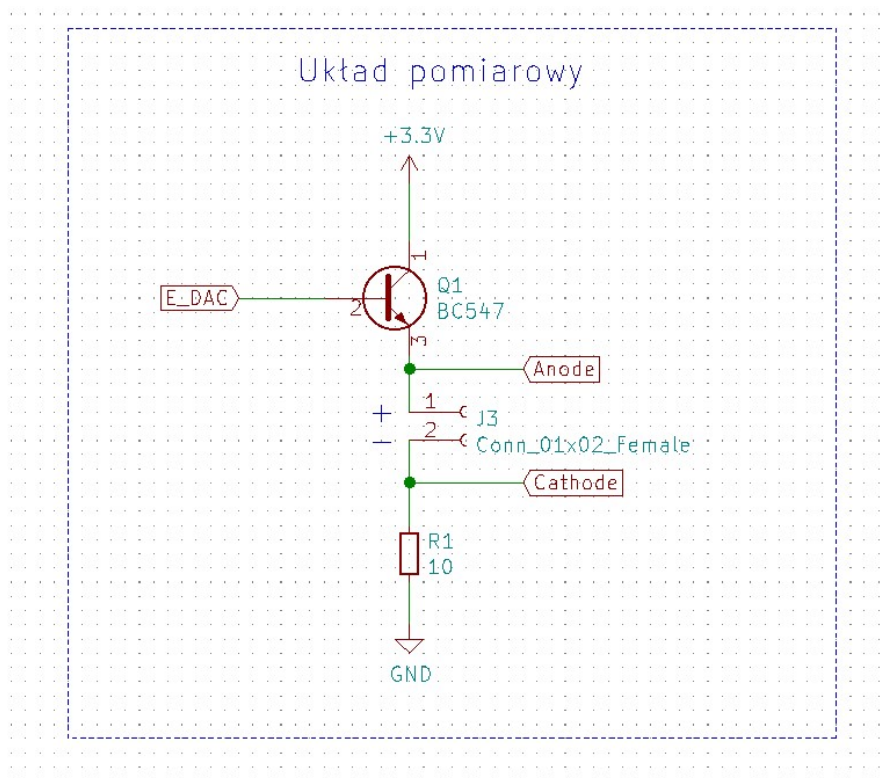 Układ pomiarowy
+3.3V
1
E_DAC
2
Q1
BC547
3
Anode
+
1
J3
−
2
Conn_01x02_Female
Cathode
R1
10
GND